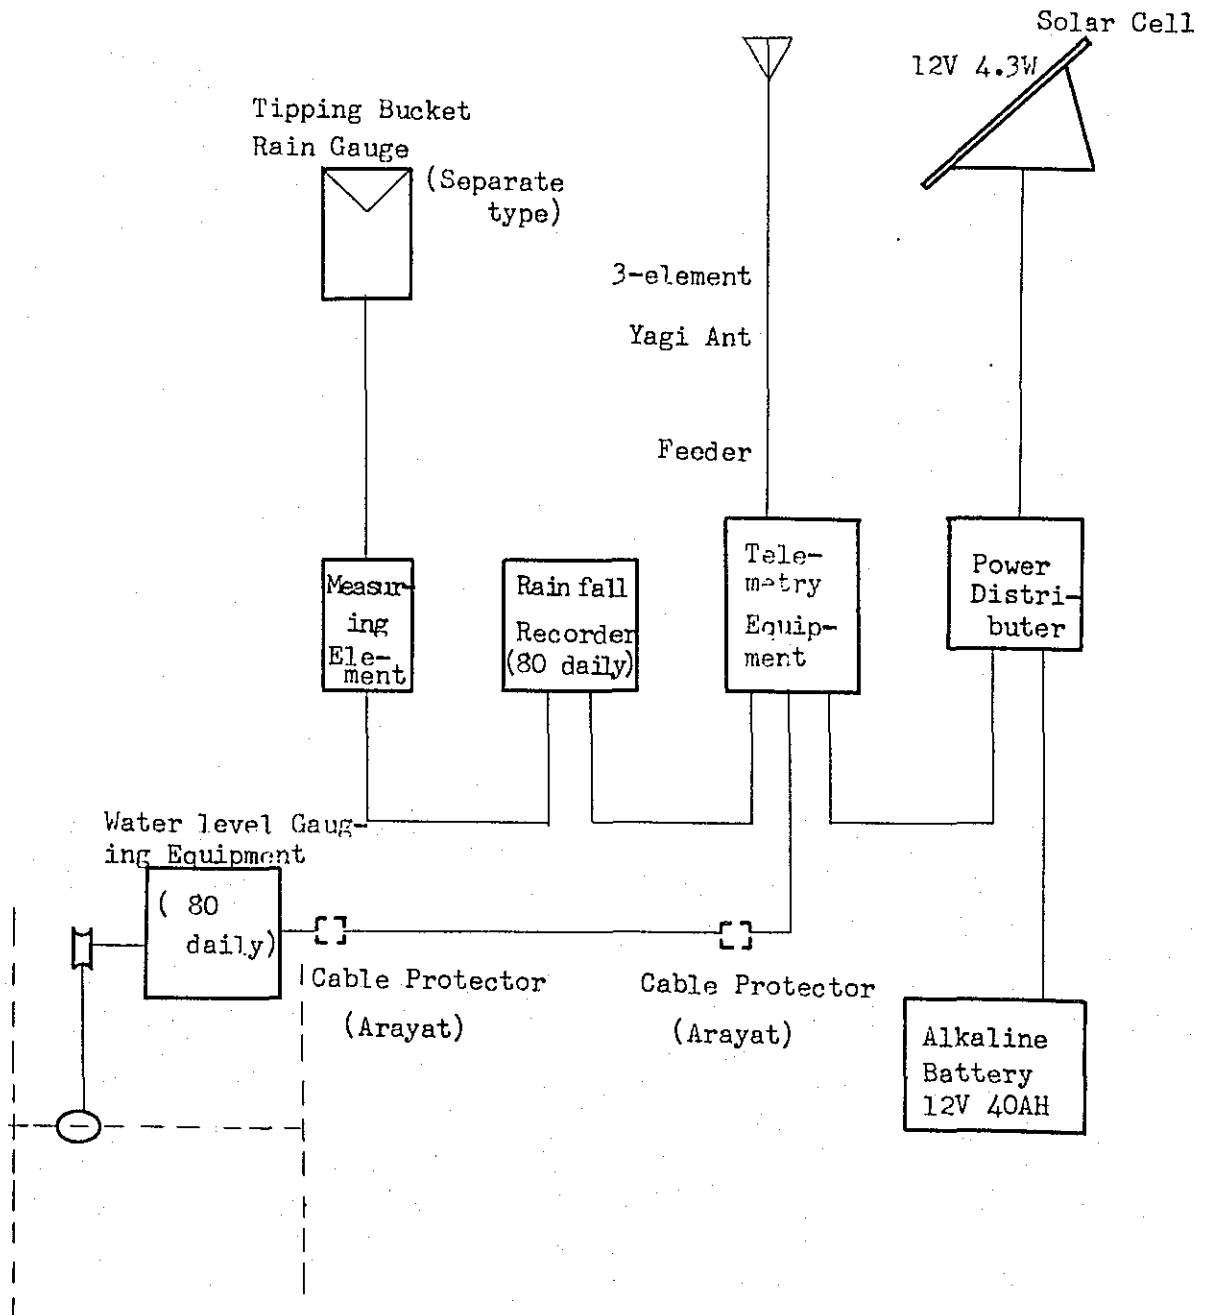 Solar Cell
12V 4.3W
Tipping Bucket
Rain Gauge
(Separate
type)
3-element
Yagi Ant
Feeder
Measur-
ing
Ele-
ment
Rain fall
Recorder
(80 daily)
Tele-
metry
Equip-
ment
Power
Distri-
buter
Water level Gaug-
ing Equipment
( 80
daily)
Cable Protector
(Arayat)
Cable Protector
(Arayat)
Alkaline
Battery
12V 40AH